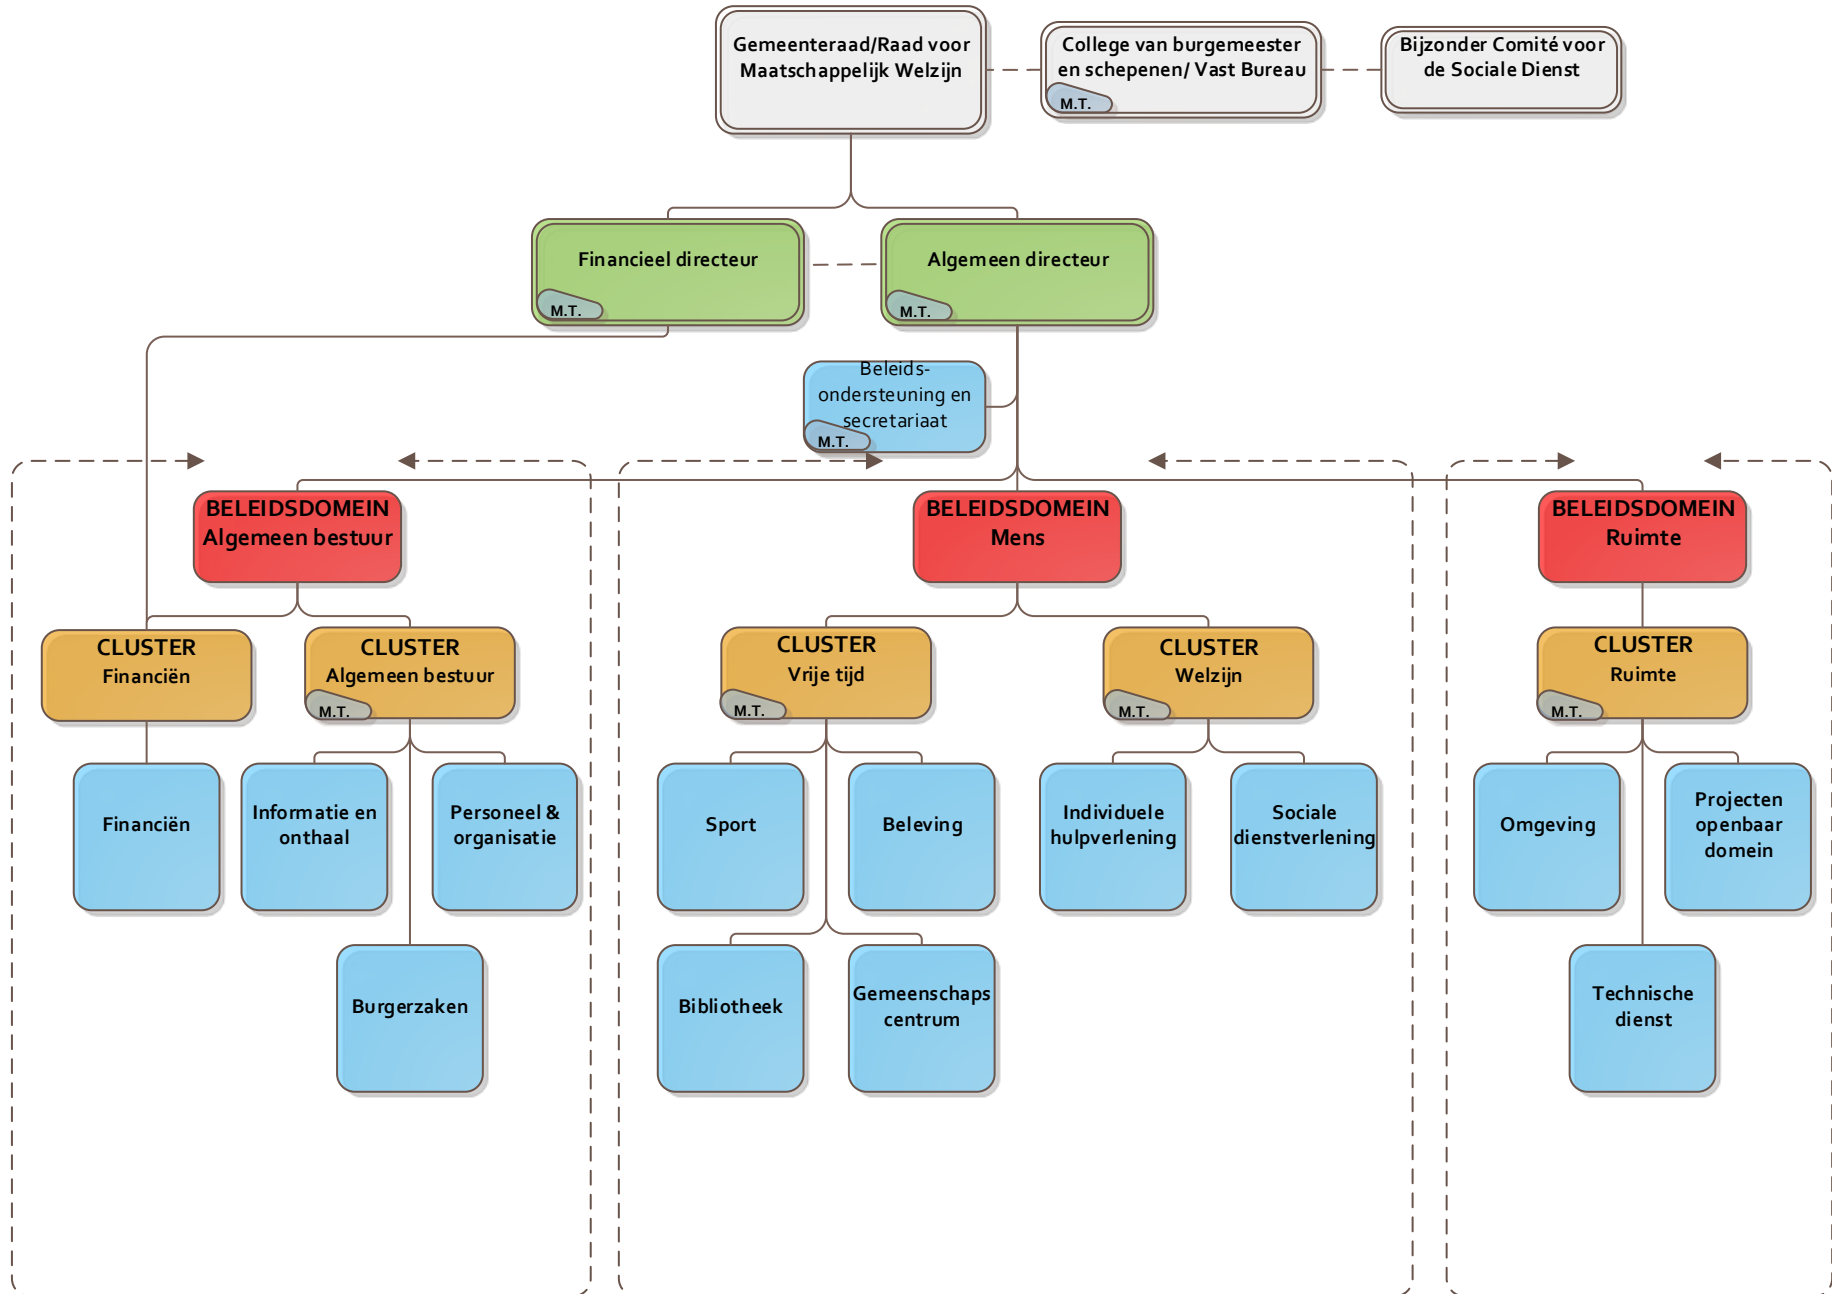 Gemeenteraad/Raad voor
Maatschappelijk Welzijn
College van burgemeester
en schepenen/ Vast Bureau
M.T.
Bijzonder Comité voor
de Sociale Dienst
Financieel directeur
M.T.
Algemeen directeur
M.T.
Beleids-
ondersteuning en
secretariaat
M.T.
BELEIDSDOMEIN
Algemeen bestuur
BELEIDSDOMEIN
Mens
BELEIDSDOMEIN
Ruimte
CLUSTER
Financiën
CLUSTER
Algemeen bestuur
M.T.
CLUSTER
Vrije tijd
M.T.
CLUSTER
Welzijn
M.T.
CLUSTER
Ruimte
M.T.
Financiën
Informatie en
onthaal
Personeel &
organisatie
Sport
Beleving
Individuele
hulpverlening
Sociale
dienstverlening
Omgeving
Projecten
openbaar
domein
Burgerzaken
Bibliotheek
Gemeenschaps
centrum
Technische
dienst